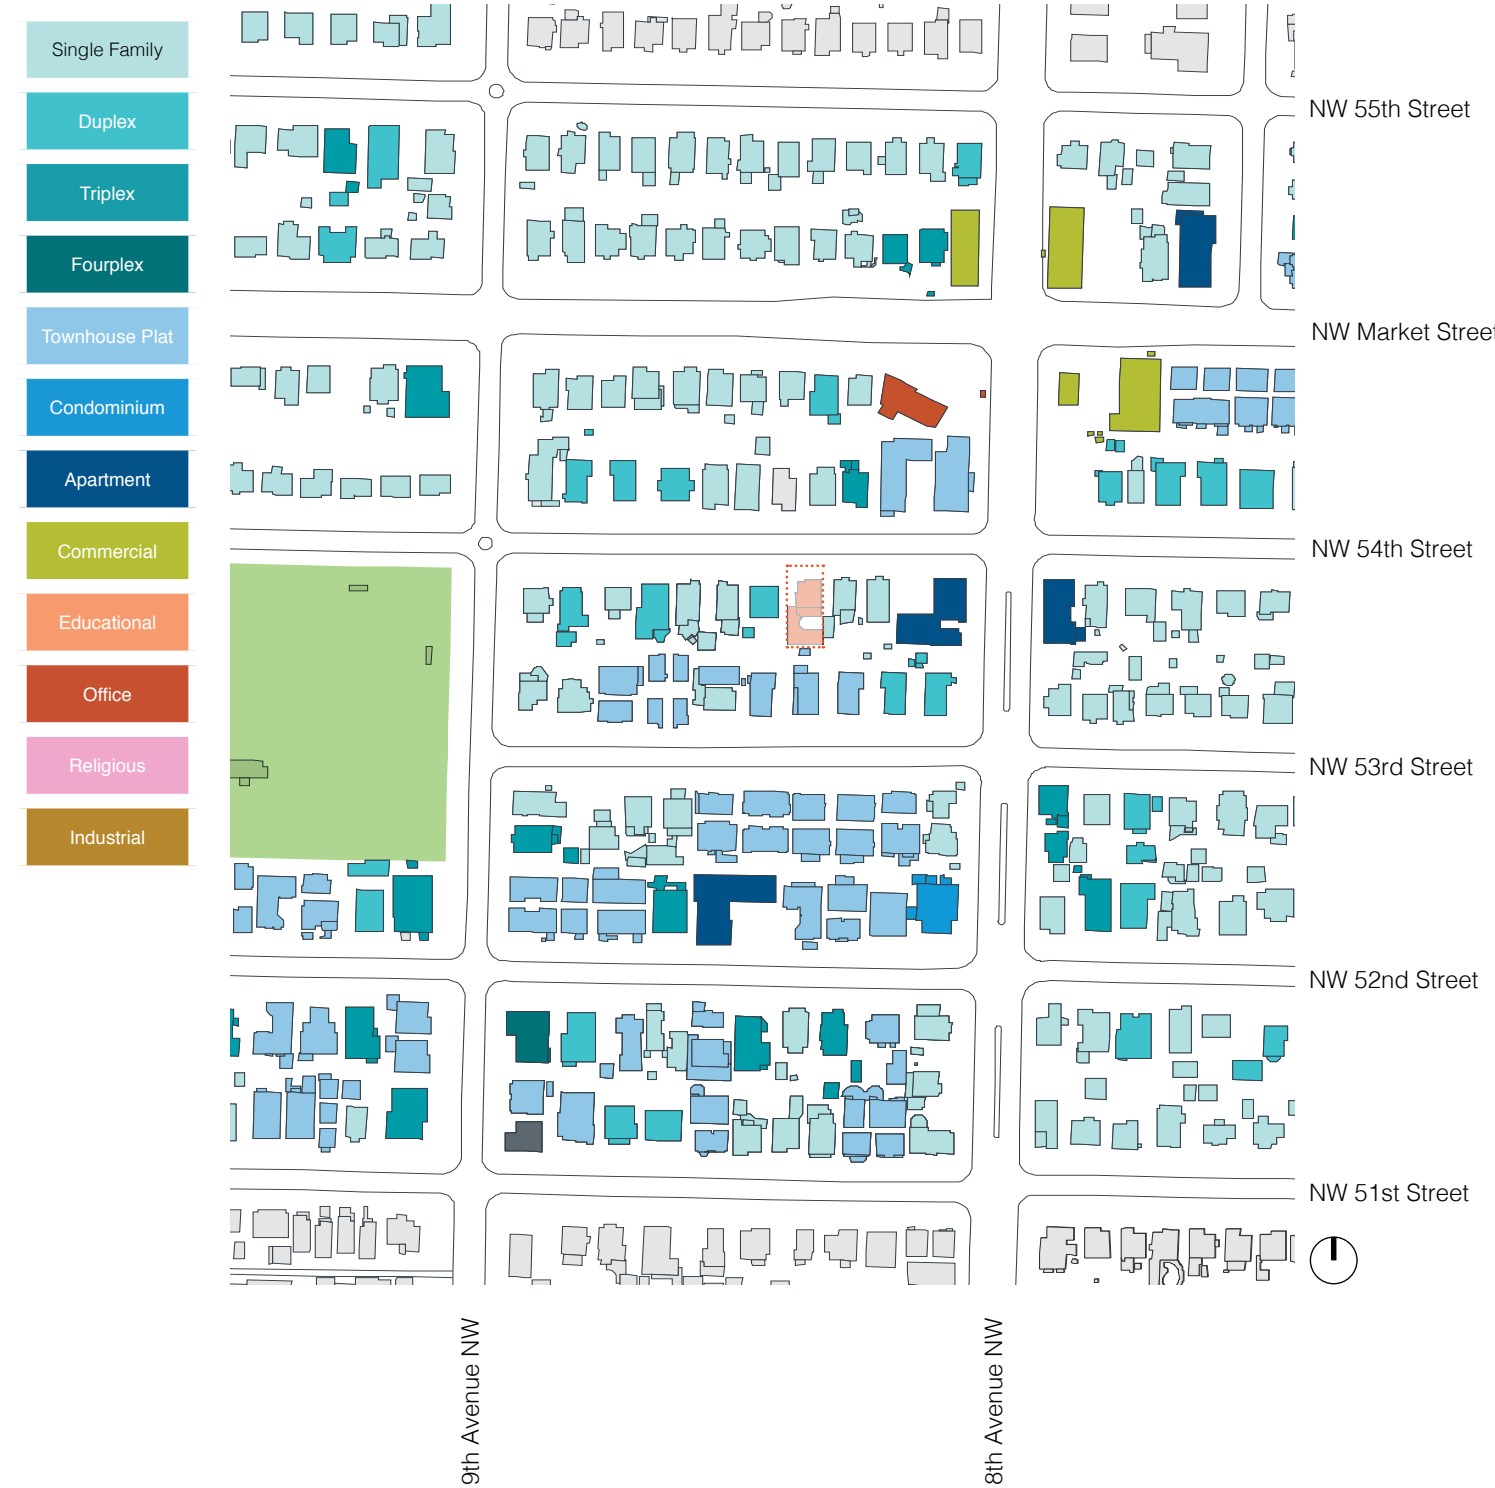 Single Family
Duplex
Triplex
Fourplex
Townhouse Plat
Condominium
Apartment
Commercial
Educational
Office
Religious
Industrial
NW 55th Street
NW Market Street
NW 54th Street
NW 53rd Street
NW 52nd Street
NW 51st Street
9th Avenue NW
8th Avenue NW